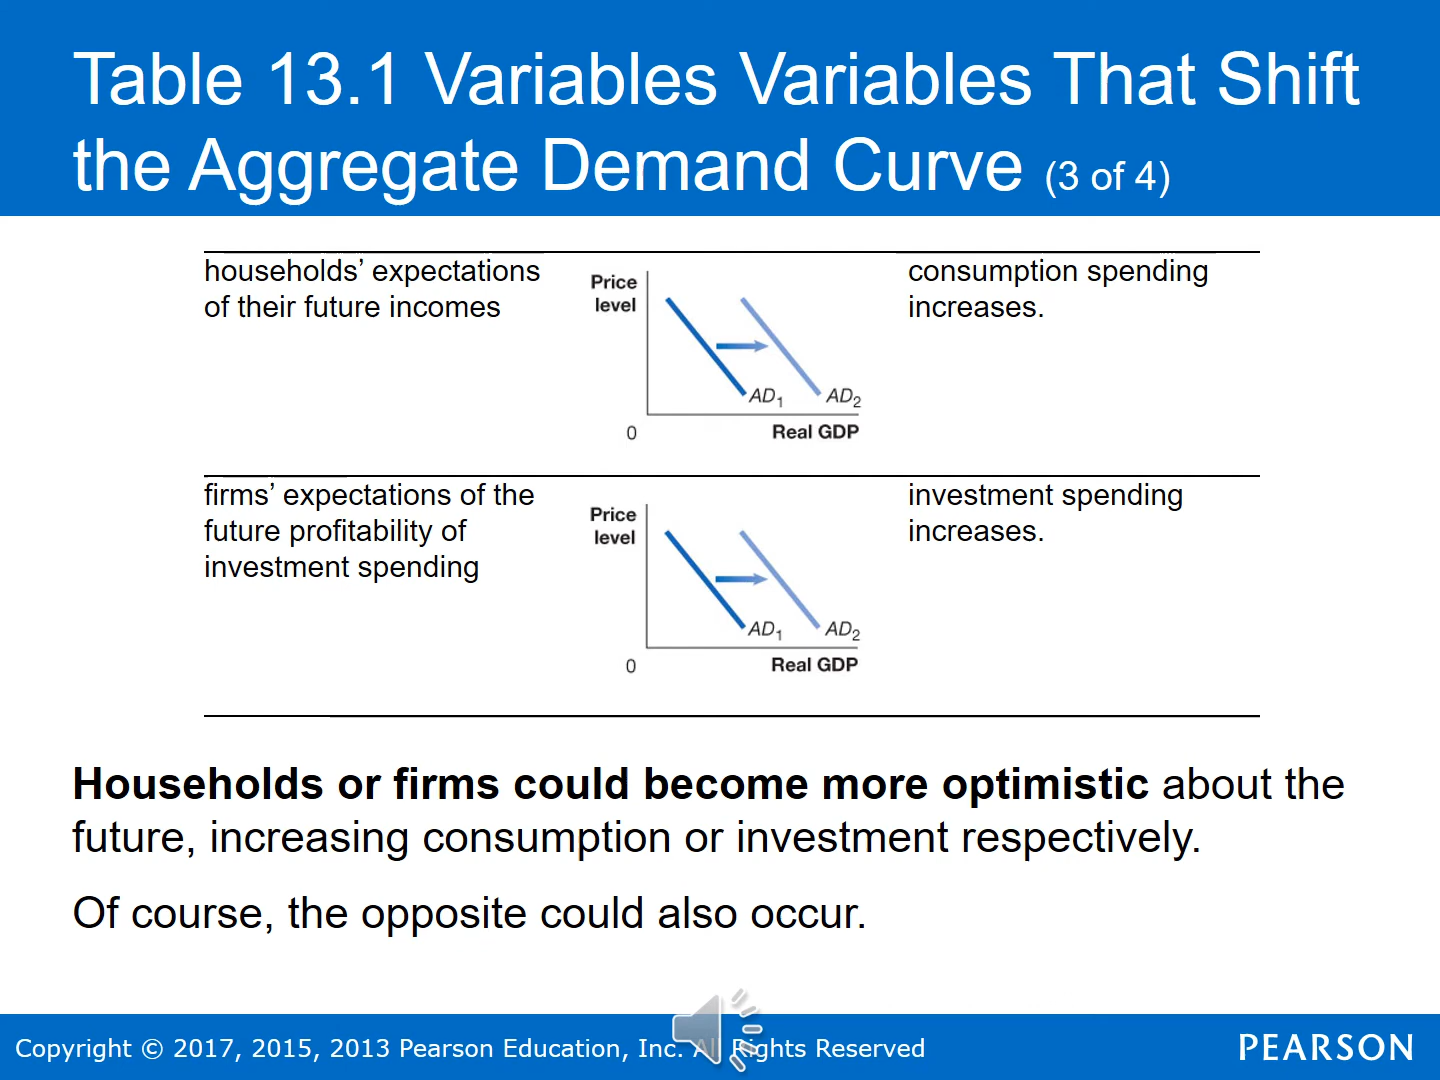 Table 13.1 Variables Variables That Shift
the Aggregate Demand Curve (3 of 4)
households’ expectations
of their future incomes
Price
level
AD1
AD2
0
Real GDP
consumption spending
increases.
firms’ expectations of the
future profitability of
investment spending
Price
level
AD1
AD2
0
Real GDP
investment spending
increases.
Households or firms could become more optimistic about the
future, increasing consumption or investment respectively.
Of course, the opposite could also occur.
Copyright © 2017, 2015, 2013 Pearson Education, Inc. All Rights Reserved
PEARSON